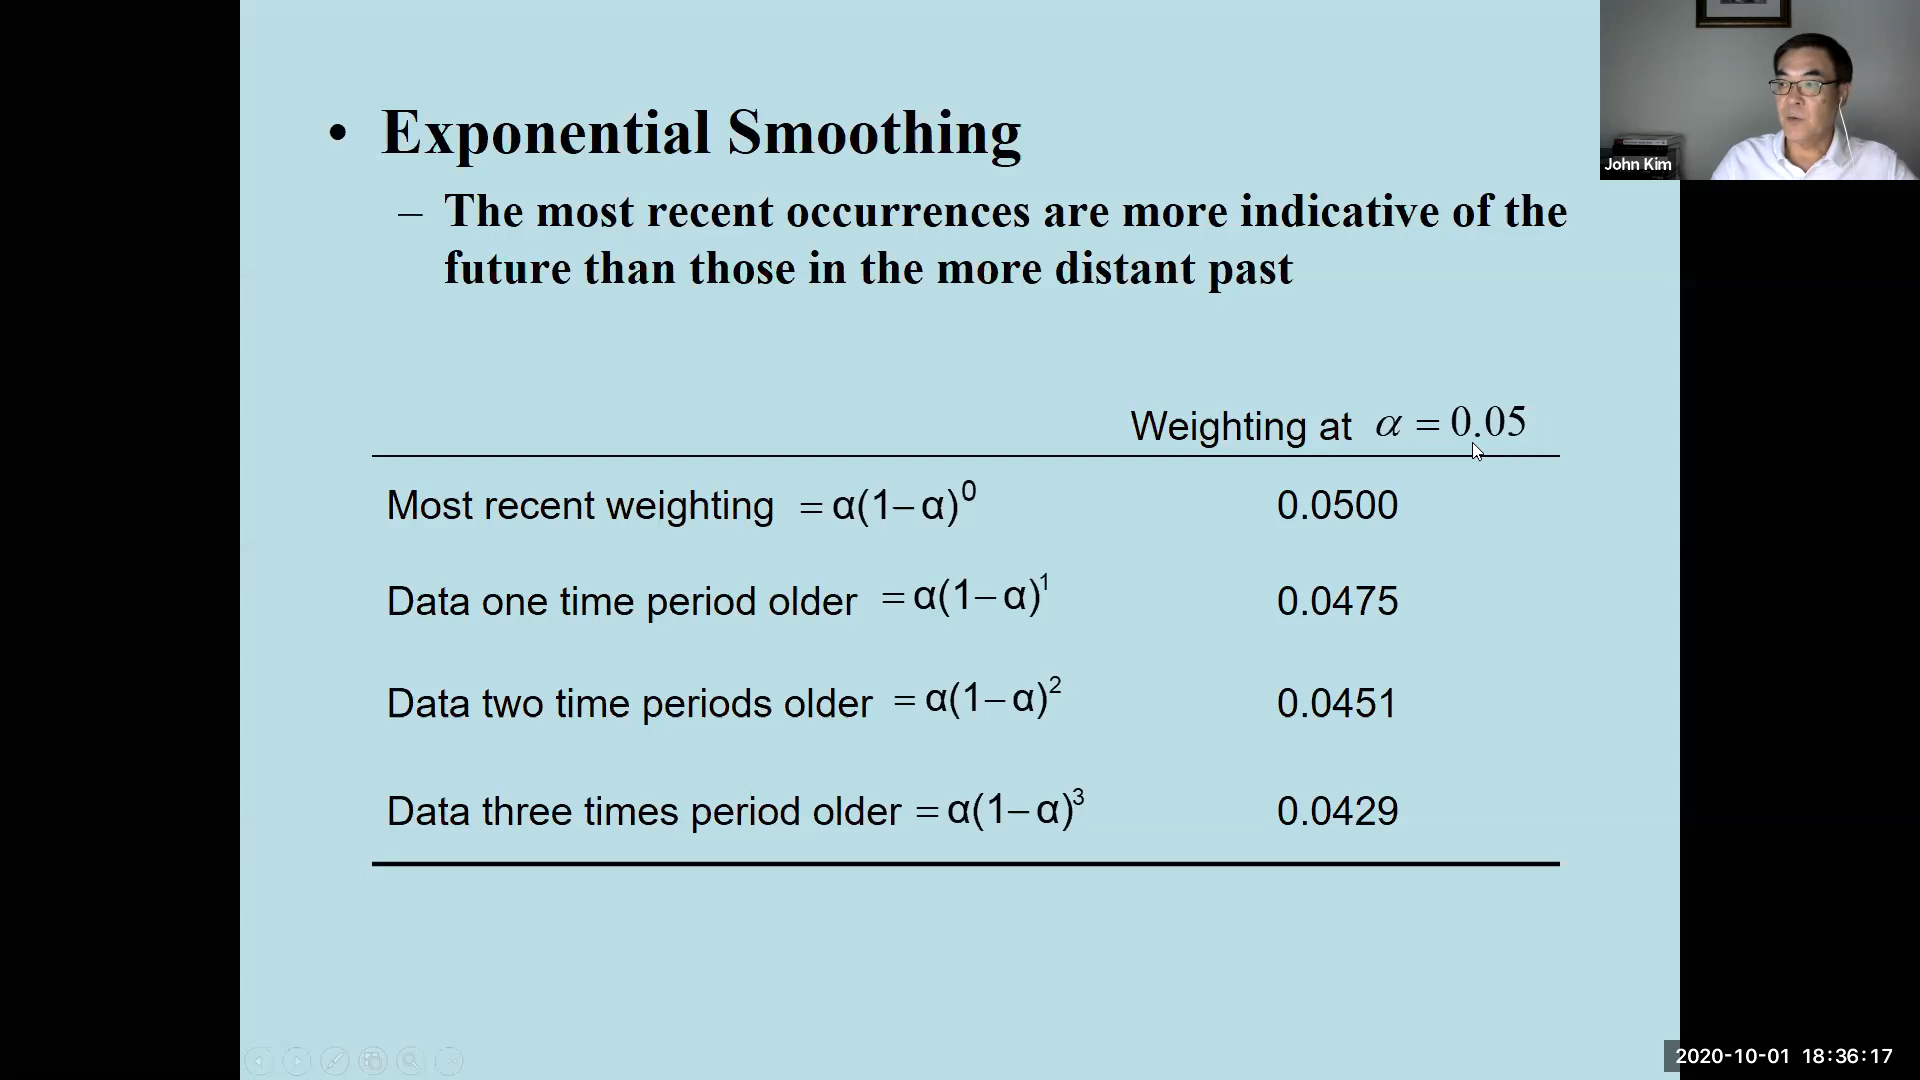 • Exponential Smoothing
– The most recent occurrences are more indicative of the
future than those in the more distant past
Weighting at α = 0.05
Most recent weighting = α(1– α)⁰ 0.0500
Data one time period older = α(1– α)¹ 0.0475
Data two time periods older = α(1– α)² 0.0451
Data three times period older = α(1– α)³ 0.0429
John Kim
2020-10-01 18:36:17